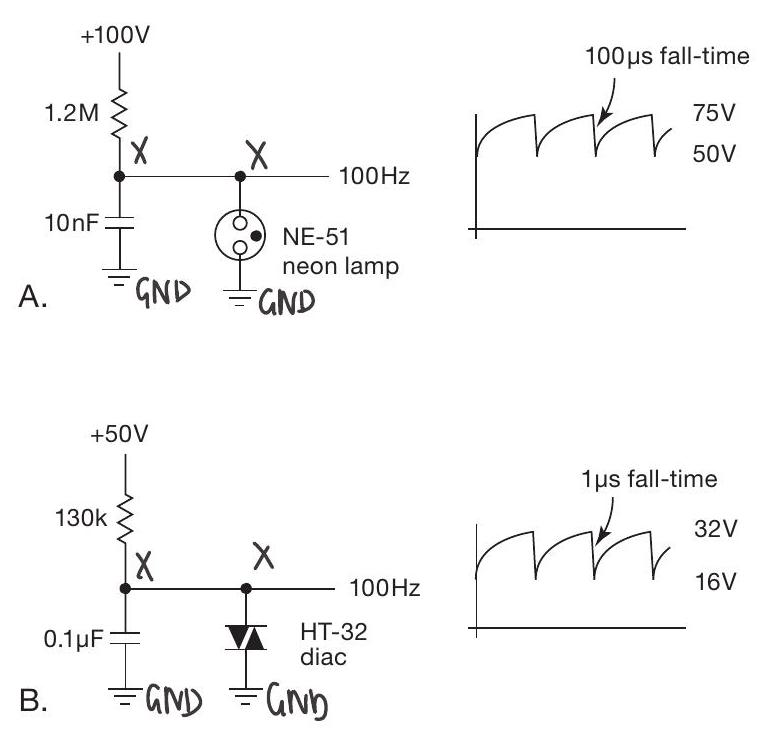 +100V
100µs fall-time
1.2M
X
X
75V
50V
100Hz
10nF
NE-51
neon lamp
GND
GND
A.
+50V
1µs fall-time
130k
X
X
32V
16V
100Hz
0.1µF
HT-32
diac
GND
GND
B.